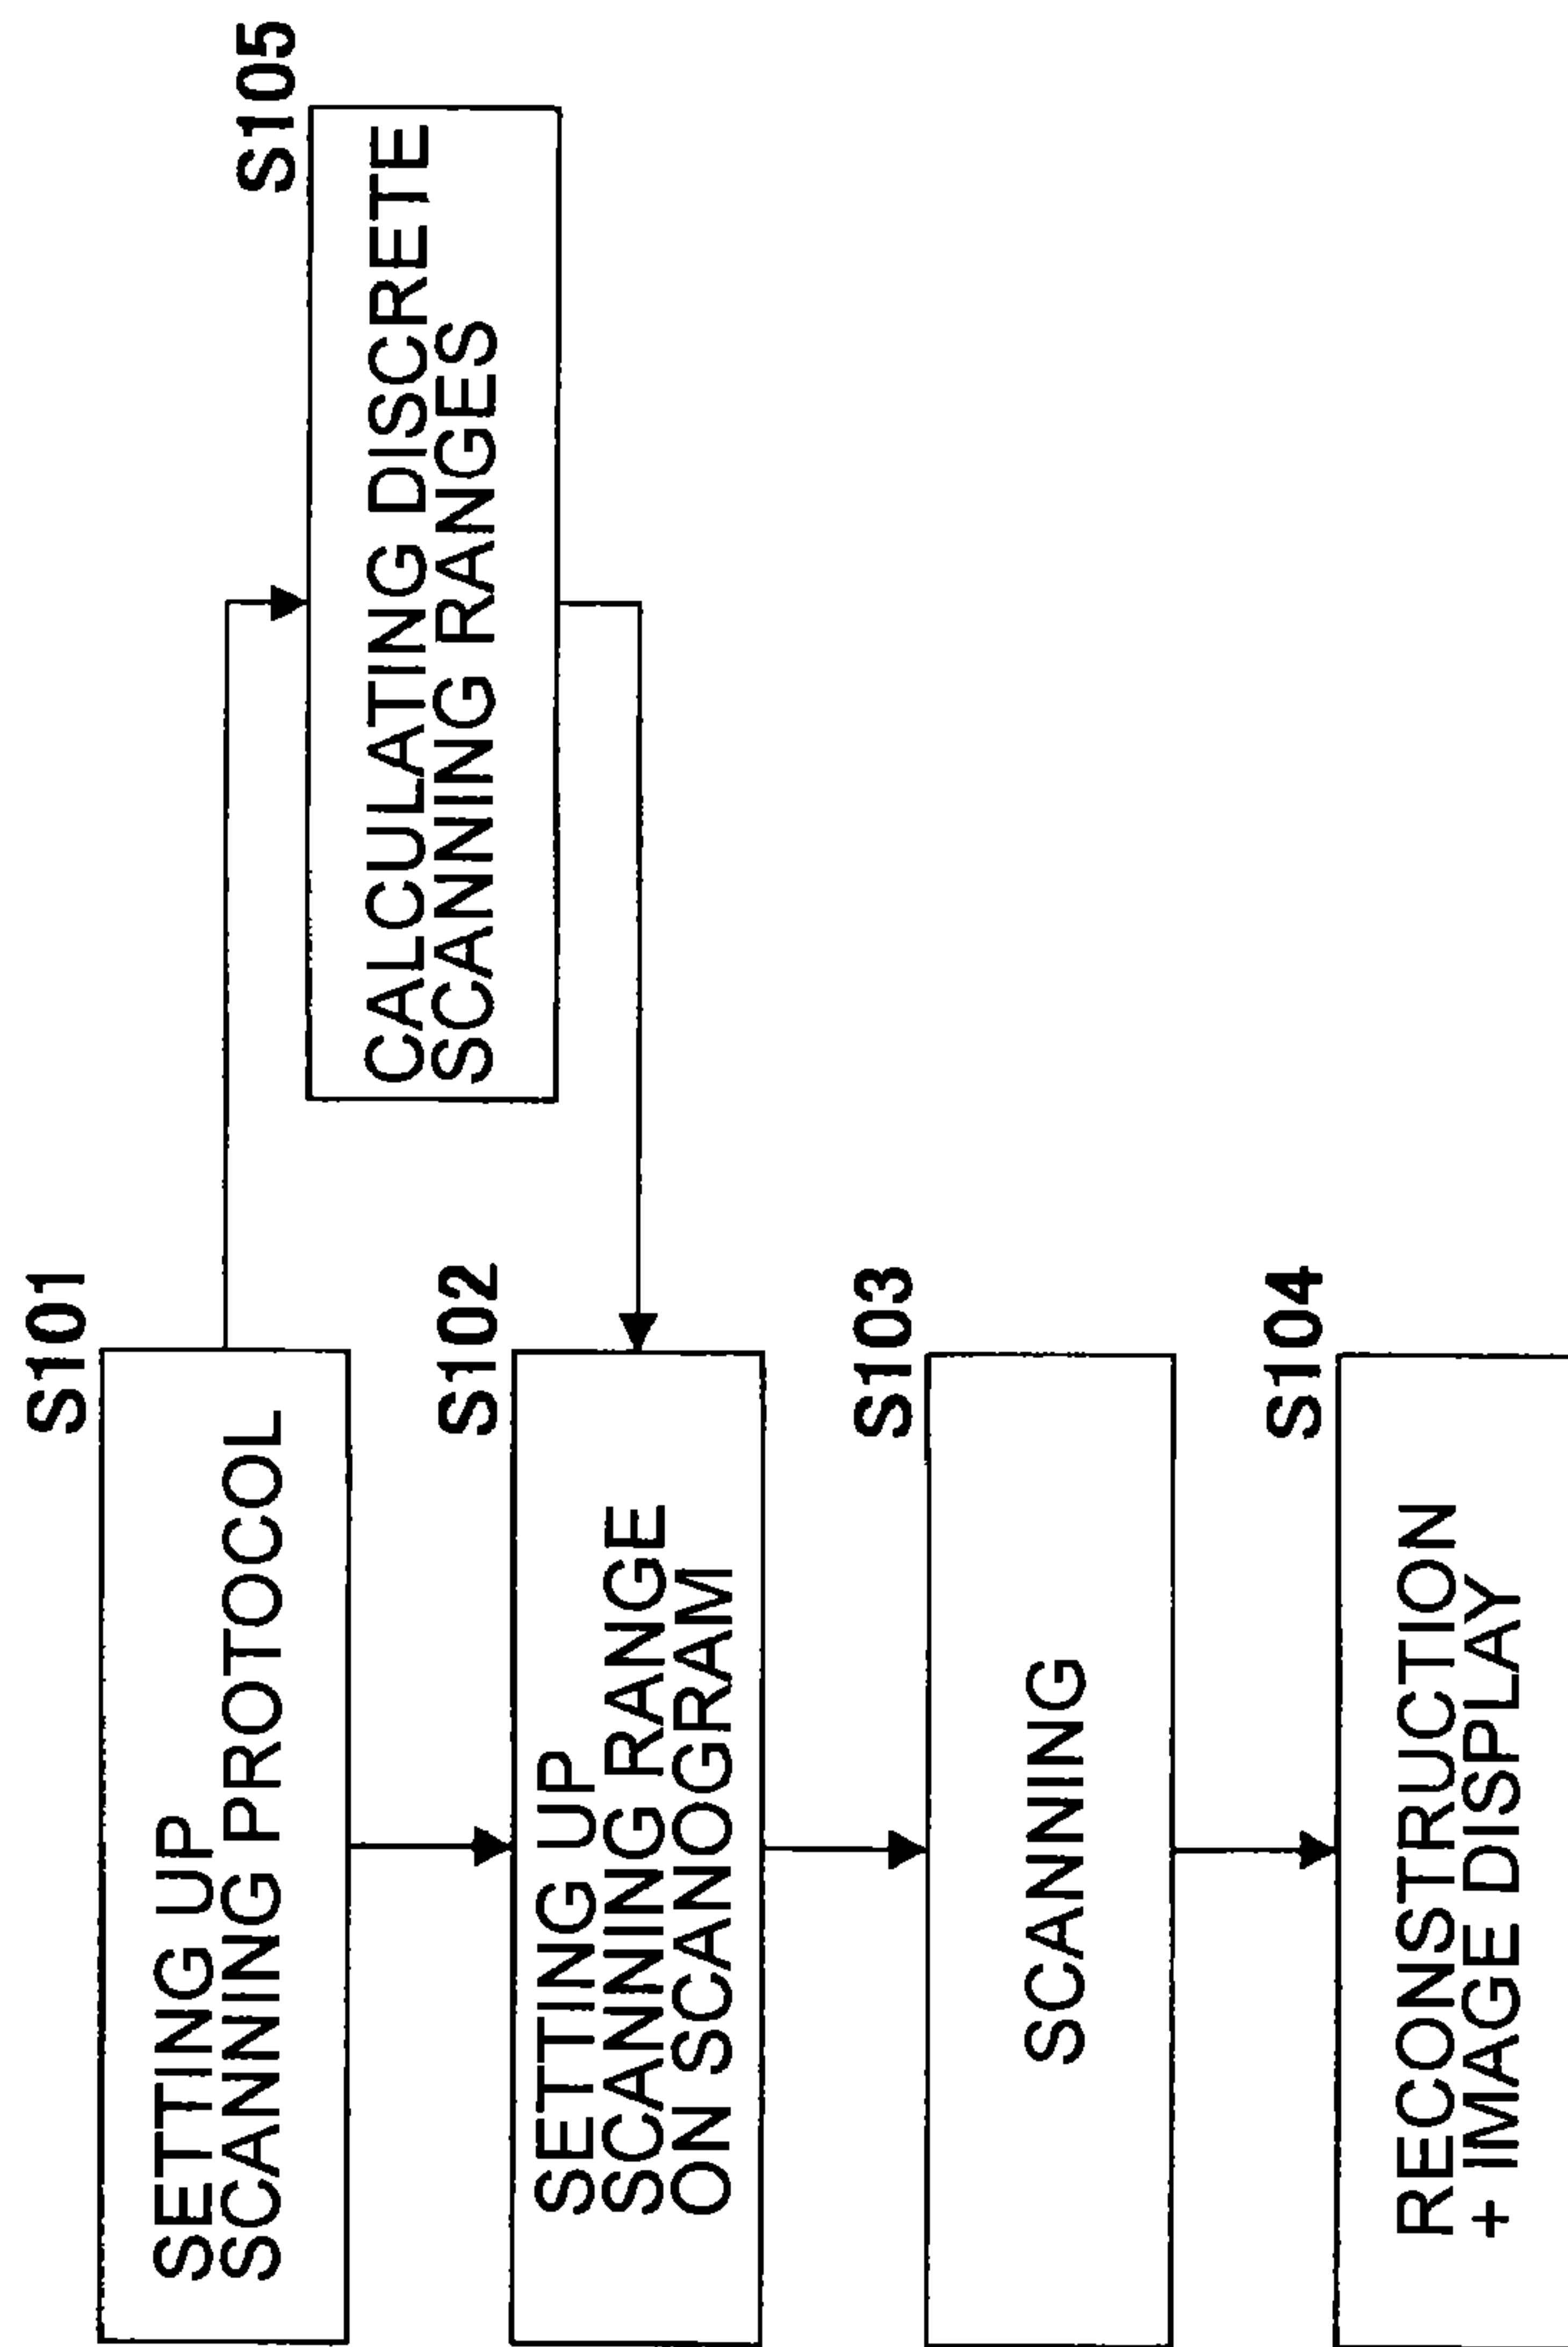 S101
SETTING UP
SCANNING PROTOCOL
S105
CALCULATING DISCRETE
SCANNING RANGES
S102
SETTING UP
SCANNING RANGE
ON SCANOGRAM
S103
SCANNING
S104
RECONSTRUCTION
+ IMAGE DISPLAY